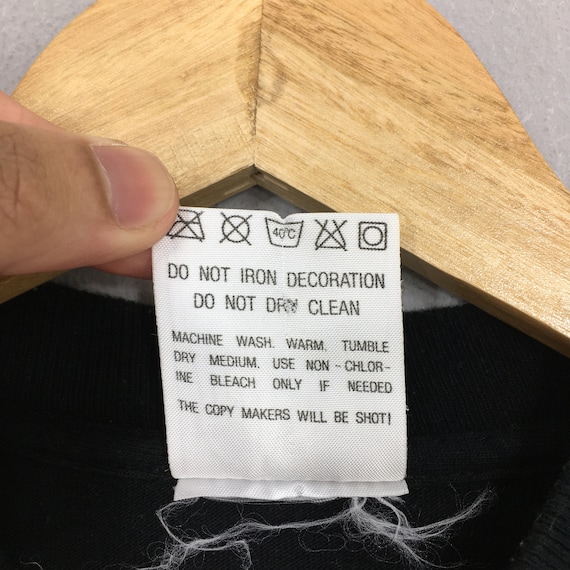 40°C
DO NOT IRON DECORATION
DO NOT DRY CLEAN
MACHINE WASH. WARM. TUMBLE
DRY MEDIUM. USE NON-CHLOR-
INE BLEACH ONLY IF NEEDED
THE COPY MAKERS WILL BE SHOT!